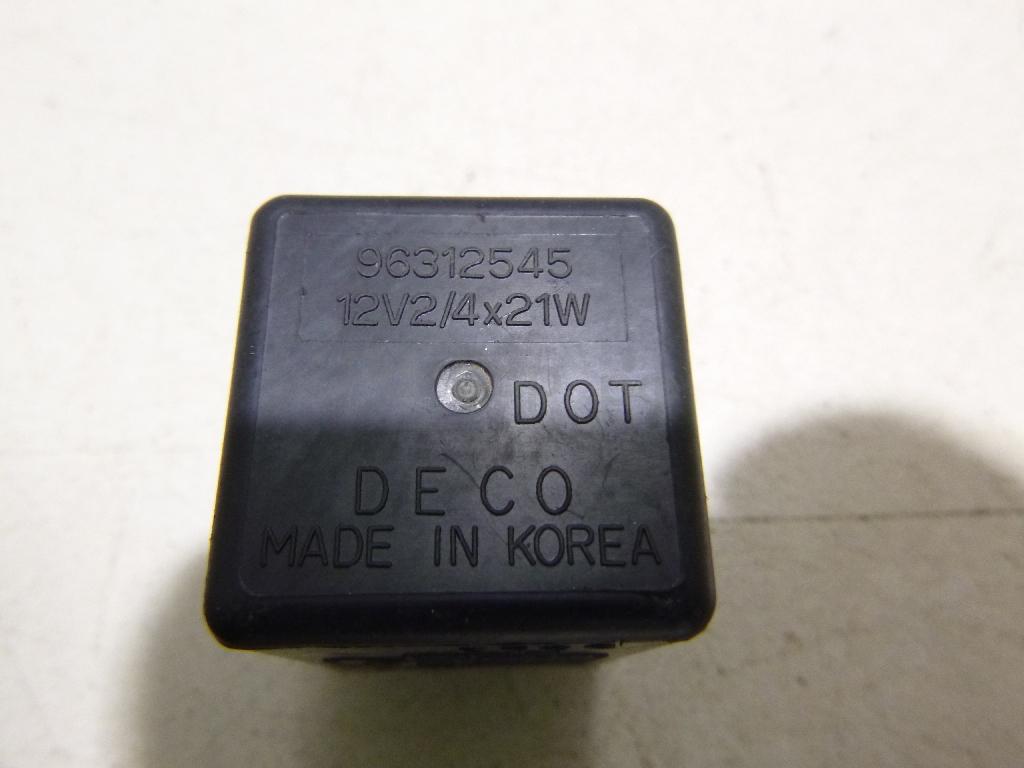 96312545
12V2/4x21W
DOT
DECO
MADE IN KOREA